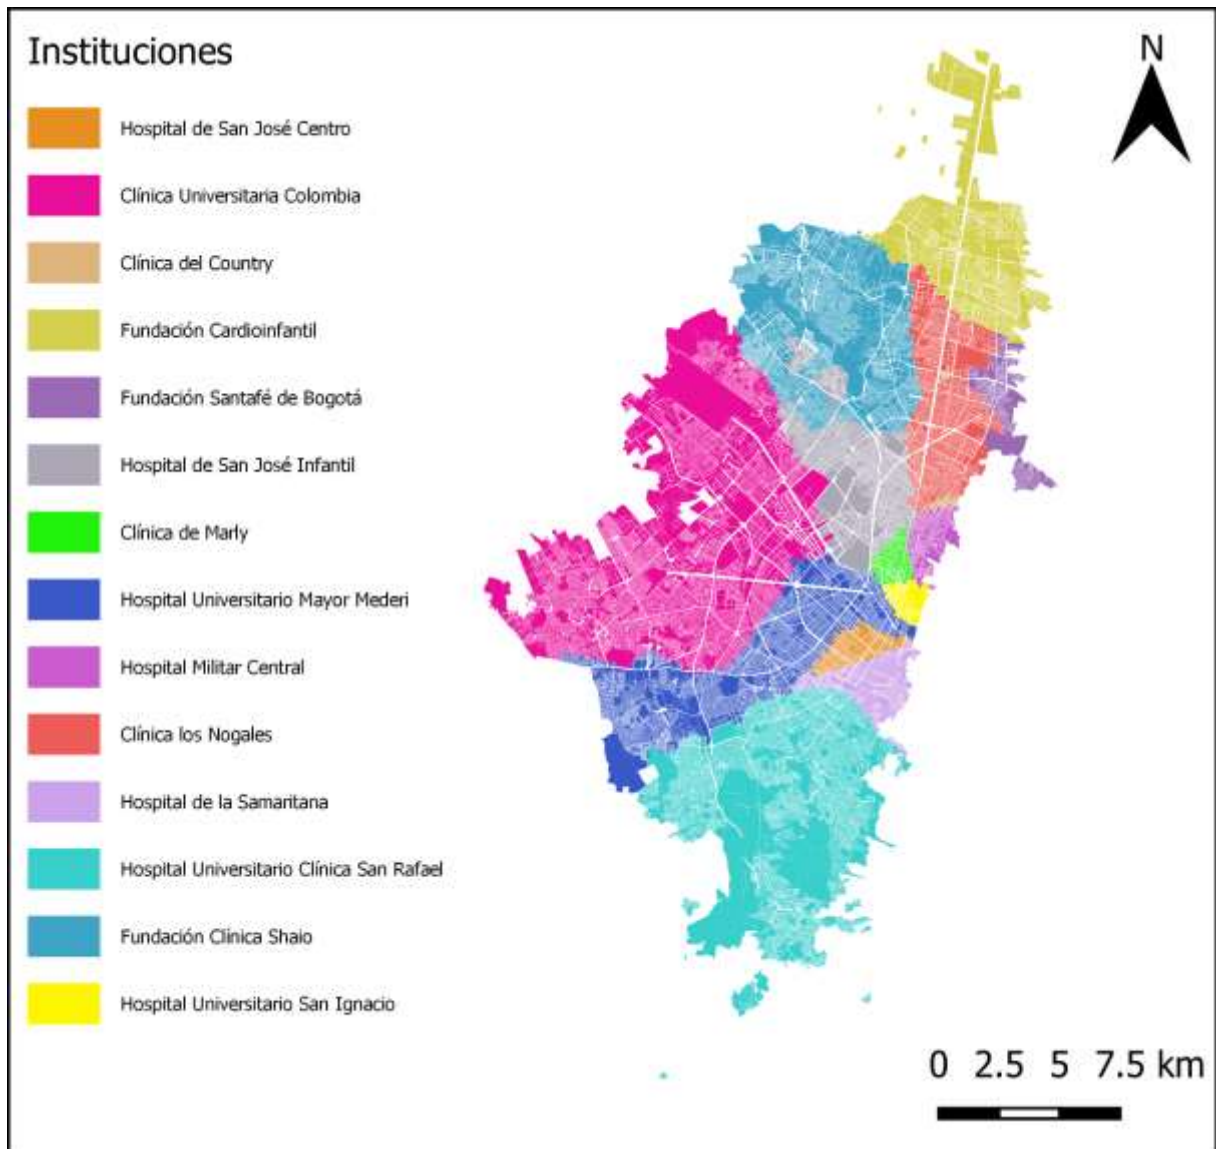 Instituciones
N
Hospital de San José Centro
Clínica Universitaria Colombia
Clínica del Country
Fundación Cardioinfantil
Fundación Santafé de Bogotá
Hospital de San José Infantil
Clínica de Marly
Hospital Universitario Mayor Mederi
Hospital Militar Central
Clínica los Nogales
Hospital de la Samaritana
Hospital Universitario Clínica San Rafael
Fundación Clínica Shaio
Hospital Universitario San Ignacio
0 2.5 5 7.5 km